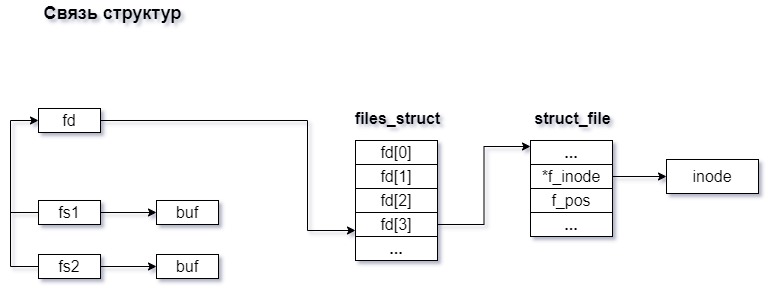 Связь структур
files_struct
struct_file
fd
fd[0]
...
fd[1]
*f_inode
inode
fd[2]
f_pos
fs1
buf
fd[3]
...
...
fs2
buf